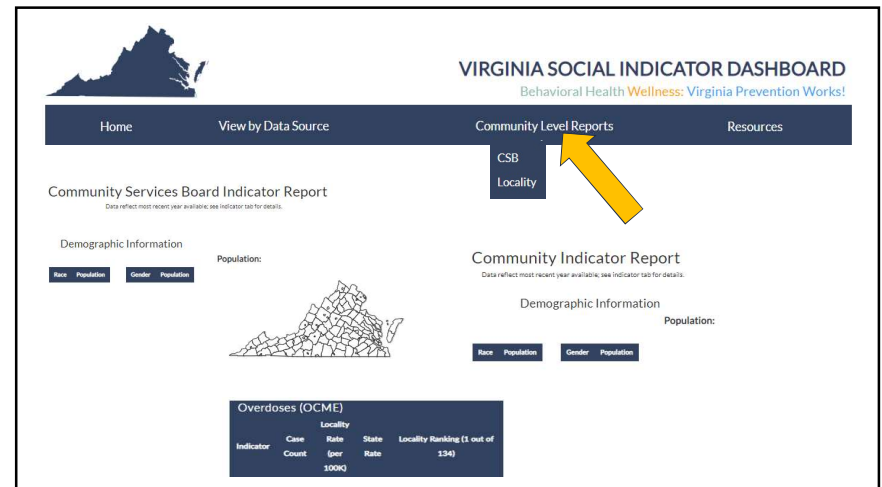 VIRGINIA SOCIAL INDICATOR DASHBOARD
Behavioral Health Wellness: Virginia Prevention Works!
Home View by Data Source Community Level Reports Resources
CSB
Locality
Community Services Board Indicator Report
Data reflect most recent year available; see indicator tab for details.
Demographic Information
Population:
Race Population Gender Population
Community Indicator Report
Data reflect most recent year available; see indicator tab for details.
Demographic Information
Population:
Race Population Gender Population
Overdoses (OCME)
Indicator Case Count Locality Rate (per 100K) State Rate Locality Ranking (1 out of 134)